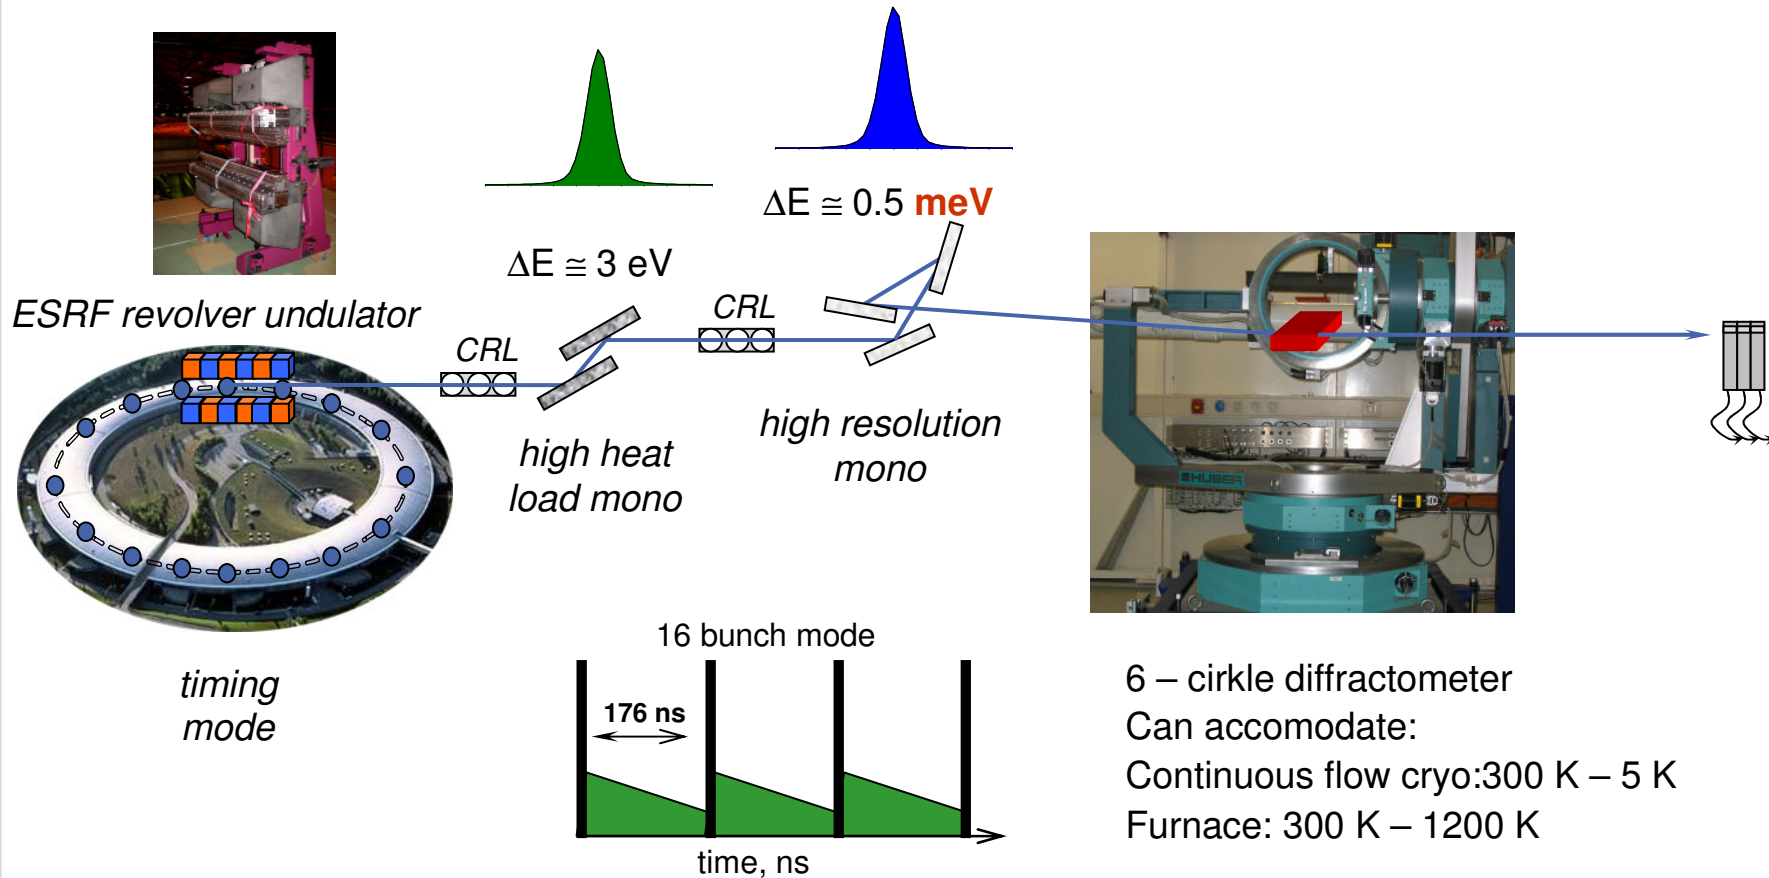 ΔE ≅ 0.5 meV
ΔE ≅ 3 eV
ESRF revolver undulator
CRL
CRL
high heat
load mono
high resolution
mono
HUBER
timing
mode
16 bunch mode
176 ns
time, ns
6 – cirkle diffractometer
Can accomodate:
Continuous flow cryo:300 K – 5 K
Furnace: 300 K – 1200 K